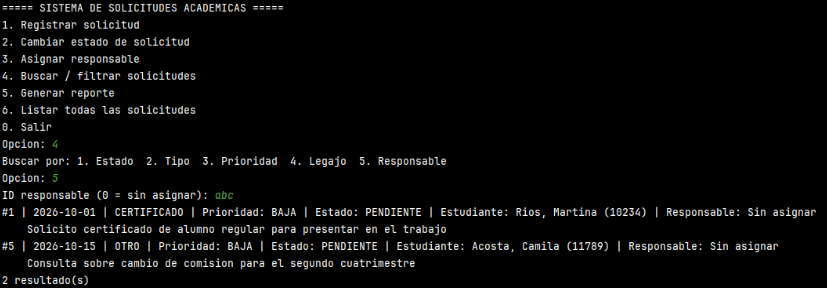 ===== SISTEMA DE SOLICITUDES ACADEMICAS =====
1. Registrar solicitud
2. Cambiar estado de solicitud
3. Asignar responsable
4. Buscar / filtrar solicitudes
5. Generar reporte
6. Listar todas las solicitudes
0. Salir
Opcion: 4
Buscar por: 1. Estado  2. Tipo  3. Prioridad  4. Legajo  5. Responsable
Opcion: 5
ID responsable (0 = sin asignar): abc
#1 | 2026-10-01 | CERTIFICADO | Prioridad: BAJA | Estado: PENDIENTE | Estudiante: Rios, Martina (10234) | Responsable: Sin asignar
    Solicito certificado de alumno regular para presentar en el trabajo
#5 | 2026-10-15 | OTRO | Prioridad: BAJA | Estado: PENDIENTE | Estudiante: Acosta, Camila (11789) | Responsable: Sin asignar
    Consulta sobre cambio de comision para el segundo cuatrimestre
2 resultado(s)